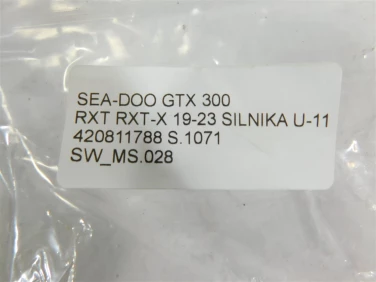 SEA-DOO GTX 300
RXT RXT-X 19-23 SILNIKA U-11
420811788 S.1071
SW_MS.028